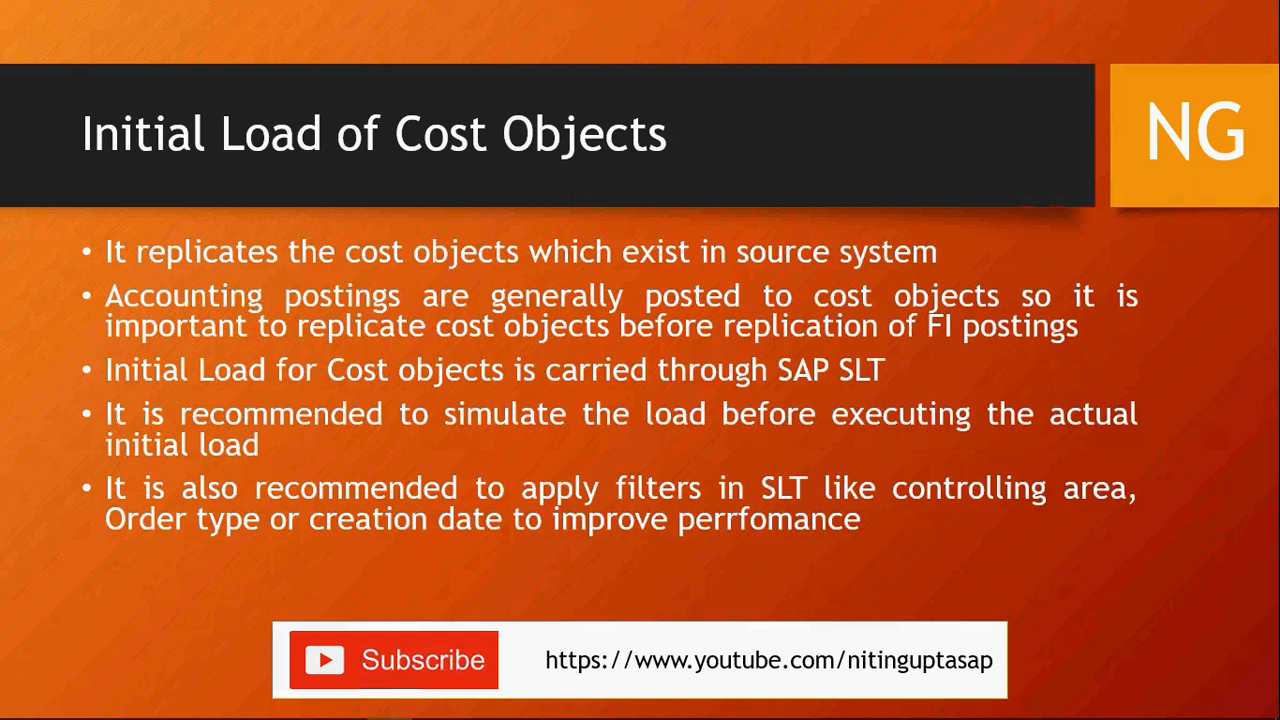 Initial Load of Cost Objects
NG
• It replicates the cost objects which exist in source system
• Accounting postings are generally posted to cost objects so it is
important to replicate cost objects before replication of FI postings
• Initial Load for Cost objects is carried through SAP SLT
• It is recommended to simulate the load before executing the actual
initial load
• It is also recommended to apply filters in SLT like controlling area,
Order type or creation date to improve perrfomance
Subscribe https://www.youtube.com/nitinguptasap